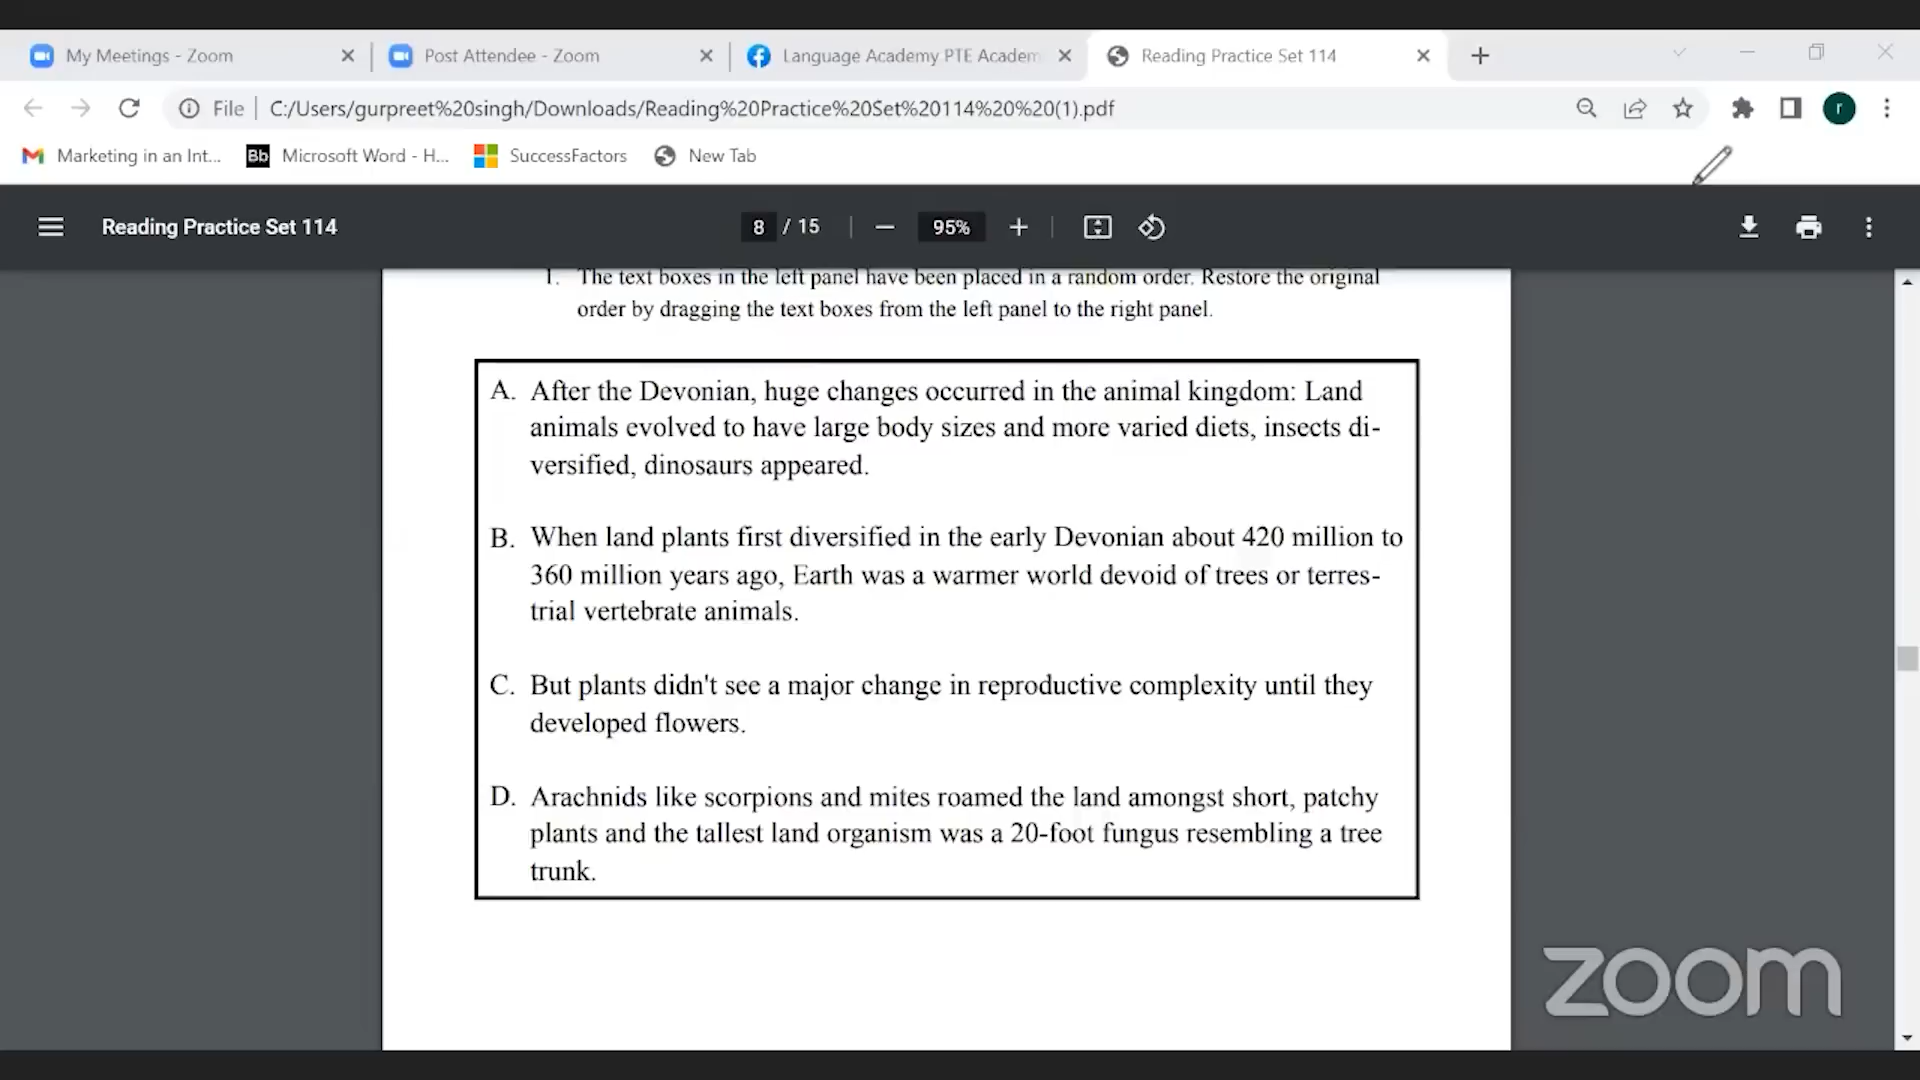 My Meetings - Zoom
Post Attendee - Zoom
Language Academy PTE Academ
Reading Practice Set 114
File
C:/Users/gurpreet%20singh/Downloads/Reading%20Practice%20Set%20114%20%20(1).pdf
r
Marketing in an Int...
Bb Microsoft Word - H...
SuccessFactors
New Tab
Reading Practice Set 114
8 / 15
95%
1. The text boxes in the left panel have been placed in a random order. Restore the original
order by dragging the text boxes from the left panel to the right panel.
A. After the Devonian, huge changes occurred in the animal kingdom: Land
animals evolved to have large body sizes and more varied diets, insects di-
versified, dinosaurs appeared.
B. When land plants first diversified in the early Devonian about 420 million to
360 million years ago, Earth was a warmer world devoid of trees or terres-
trial vertebrate animals.
C. But plants didn't see a major change in reproductive complexity until they
developed flowers.
D. Arachnids like scorpions and mites roamed the land amongst short, patchy
plants and the tallest land organism was a 20-foot fungus resembling a tree
trunk.
zoom